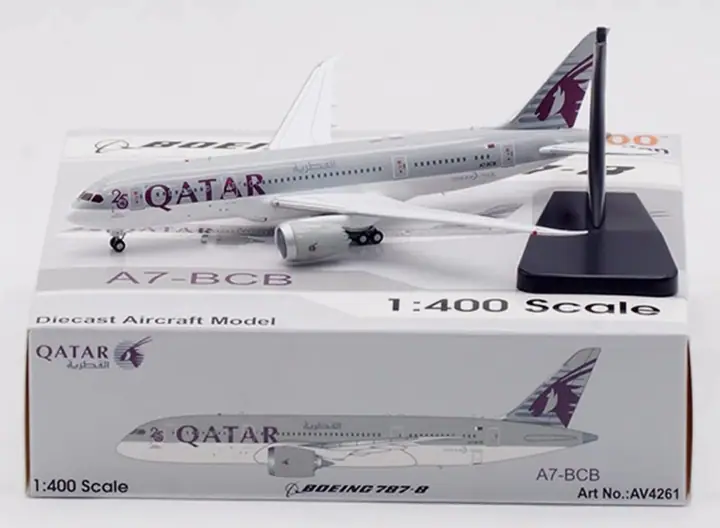 BOEING
QATAR
القطرية
A7-BCB
1:400 Scale
Diecast Aircraft Model
QATAR
القطرية
25
QATAR
القطرية
A7-BCB
1:400 Scale
BOEING 787-8
Art No.:AV4261